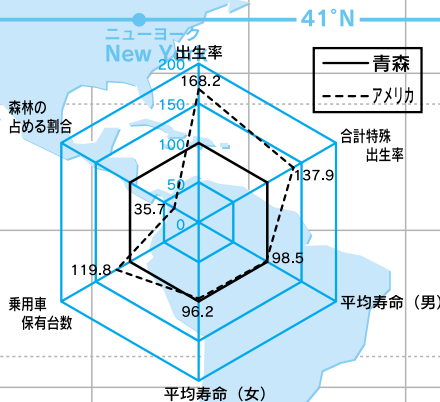 41°N
ニューヨーク
New Y
出生率
200
青森
168.2
アメリカ
森林の
占める割合
150
100
合計特殊
出生率
137.9
50
35.7
0
119.8
98.5
乗用車
保有台数
96.2
平均寿命（男）
平均寿命（女）